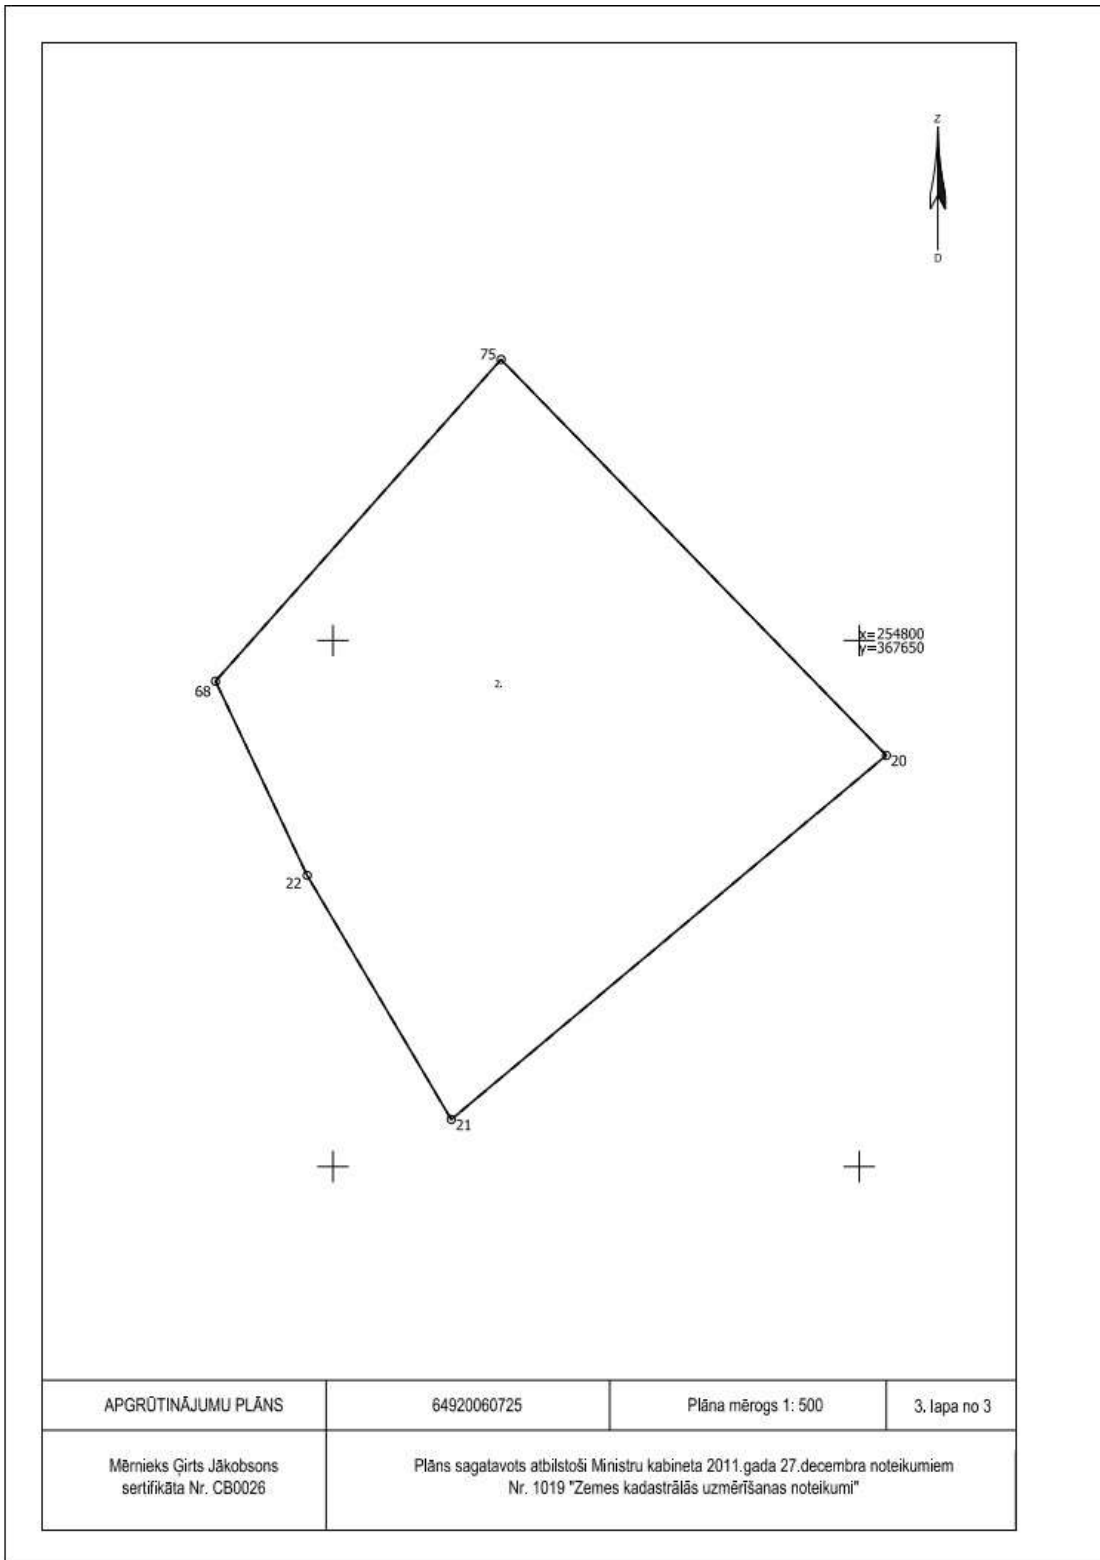 Z
D
75
x=254800
y=367650
68
2.
20
22
21
APGRŪTINĀJUMU PLĀNS
64920060725
Plāna mērogs 1: 500
3. lapa no 3
Mērnieks Ģirts Jākobsons
sertifikāta Nr. CB0026
Plāns sagatavots atbilstoši Ministru kabineta 2011.gada 27.decembra noteikumiem
Nr. 1019 "Zemes kadastrālās uzmērīšanas noteikumi"